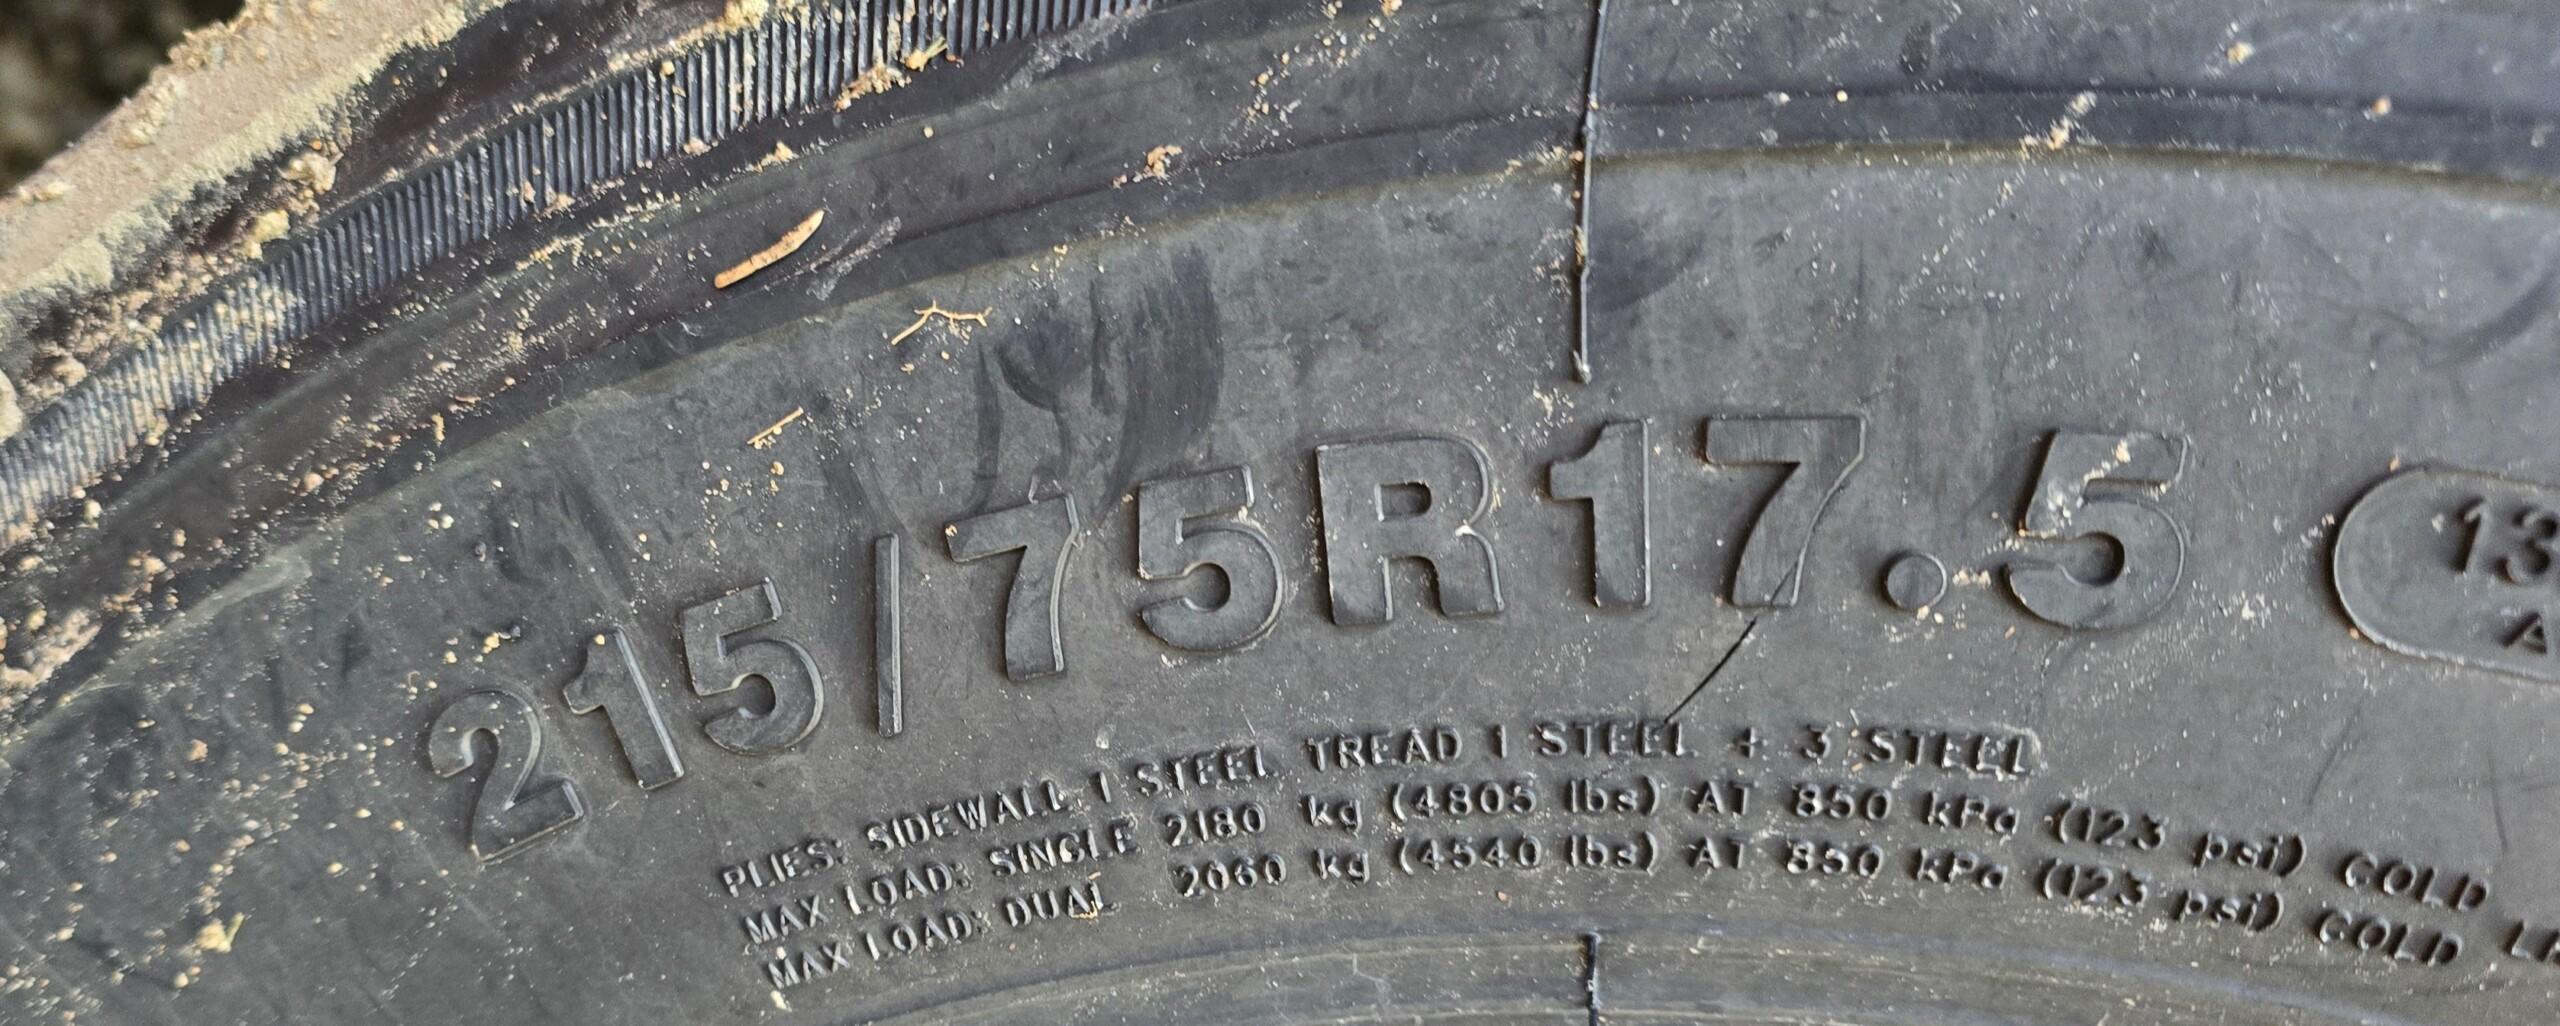 215/75R17.5
13
A
PLIES: SIDEWALL 1 STEEL TREAD 1 STEEL + 3 STEEL
MAX LOAD: SINGLE 2180 kg (4805 lbs) AT 850 kPa (123 psi) COLD
MAX LOAD: DUAL 2060 kg (4540 lbs) AT 850 kPa (123 psi) COLD